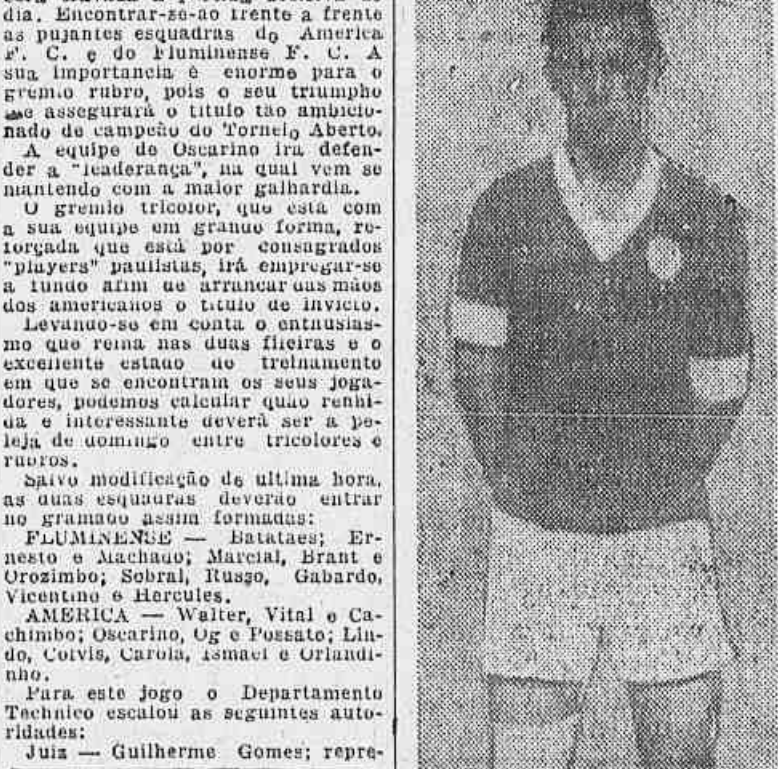 dia. Encontrar-se-ão frente a frente
as pujantes esquadras do America
F. C. e do Fluminense F. C. A
sua importancia é enorme para o
gremio rubro, pois o seu triumpho
se assegurará o titulo tão ambicio-
nado de campeão do Torneio Aberto.
A equipe de Oscarino irá defen-
der a "leaderança", na qual vem se
mantendo com a maior galhardia.
O gremio tricolor, que está com
a sua equipe em grande forma, re-
forçada que está por consagrados
"players" paulistas, irá empregar-se
a fundo afim de arrancar das mãos
dos americanos o titulo de invicto.
Levando-se em conta o enthusias-
mo que reina nas duas fileiras e o
excellente estado de treinamento
em que se encontram os seus joga-
dores, podemos calcular quão renhi-
da e interessante deverá ser a pe-
leja de domingo entre tricolores e
rubros.
Salvo modificação de ultima hora,
as duas esquadras deverão entrar
no gramado assim formadas:
FLUMINENSE — Batataes; Er-
nesto e Machado; Marcial, Brant e
Orozimbo; Sobral, Russo, Gabardo,
Vicentino e Hercules.
AMERICA — Walter, Vital e Ca-
chimbo; Oscarino, Og e Possato; Lin-
do, Carola, Ismael e Orlandi-
nho.
Para este jogo o Departamento
Technico escalou as seguintes auto-
ridades:
Juiz — Guilherme Gomes; repre-